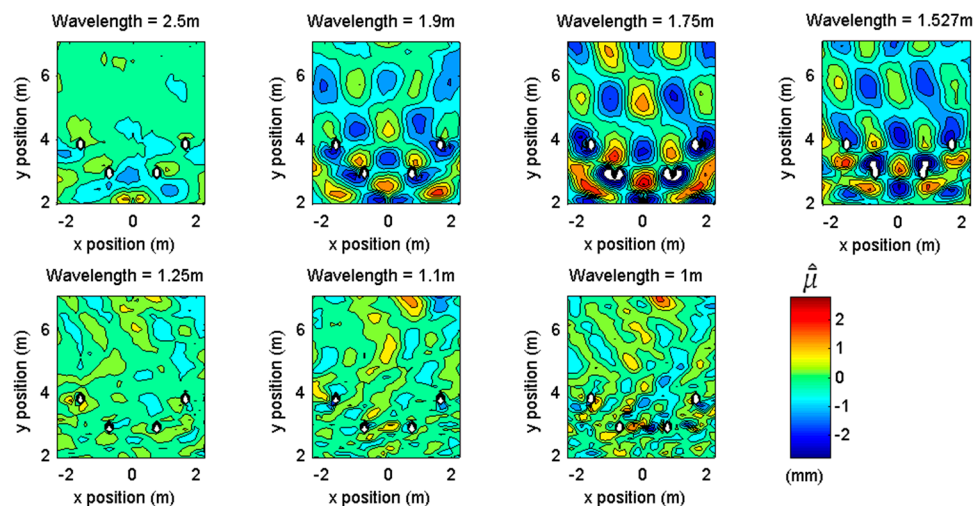 Wavelength = 2.5m
Wavelength = 1.9m
Wavelength = 1.75m
Wavelength = 1.527m
y position (m)
6
4
2
-2 0 2
x position (m)
y position (m)
6
4
2
-2 0 2
x position (m)
y position (m)
6
4
2
-2 0 2
x position (m)
y position (m)
6
4
2
-2 0 2
x position (m)
Wavelength = 1.25m
Wavelength = 1.1m
Wavelength = 1m
y position (m)
6
4
2
-2 0 2
x position (m)
y position (m)
6
4
2
-2 0 2
x position (m)
y position (m)
6
4
2
-2 0 2
x position (m)
μ̂
2
1
0
-1
-2
(mm)